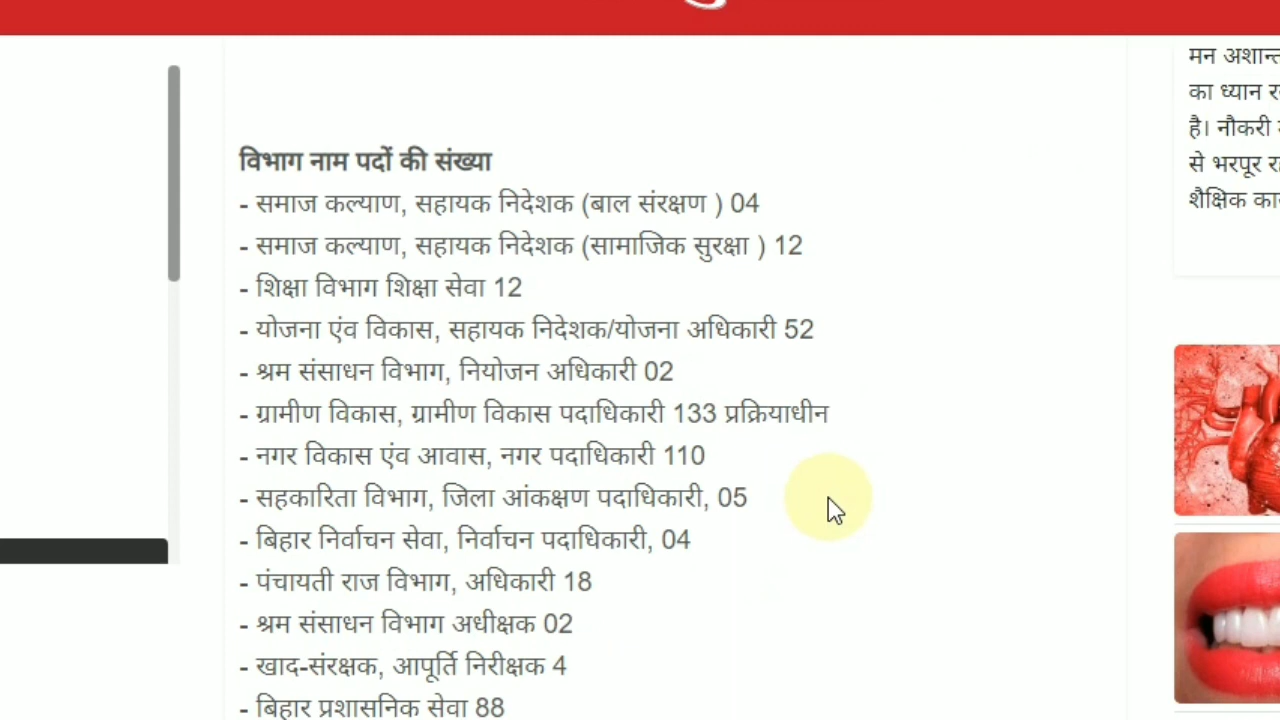 विभाग नाम पदों की संख्या
- समाज कल्याण, सहायक निदेशक (बाल संरक्षण ) 04
- समाज कल्याण, सहायक निदेशक (सामाजिक सुरक्षा ) 12
- शिक्षा विभाग शिक्षा सेवा 12
- योजना एंव विकास, सहायक निदेशक/योजना अधिकारी 52
- श्रम संसाधन विभाग, नियोजन अधिकारी 02
- ग्रामीण विकास, ग्रामीण विकास पदाधिकारी 133 प्रक्रियाधीन
- नगर विकास एंव आवास, नगर पदाधिकारी 110
- सहकारिता विभाग, जिला आंकक्षण पदाधिकारी, 05
- बिहार निर्वाचन सेवा, निर्वाचन पदाधिकारी, 04
- पंचायती राज विभाग, अधिकारी 18
- श्रम संसाधन विभाग अधीक्षक 02
- खाद-संरक्षक, आपूर्ति निरीक्षक 4
- बिहार प्रशासनिक सेवा 88
मन
का ध्यान
है। नौकरी
से भरपूर
शैक्षिक